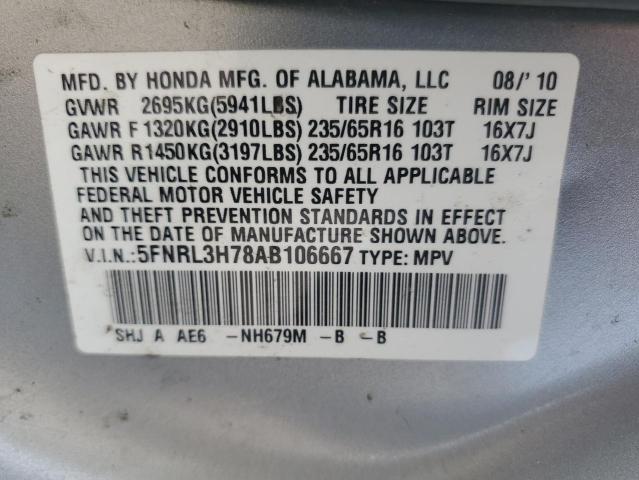 MFD. BY HONDA MFG. OF ALABAMA, LLC 08/' 10
GVWR 2695KG(5941LBS) TIRE SIZE RIM SIZE
GAWR F 1320KG(2910LBS) 235/65R16 103T 16X7J
GAWR R1450KG(3197LBS) 235/65R16 103T 16X7J
THIS VEHICLE CONFORMS TO ALL APPLICABLE
FEDERAL MOTOR VEHICLE SAFETY
AND THEFT PREVENTION STANDARDS IN EFFECT
ON THE DATE OF MANUFACTURE SHOWN ABOVE.
V.I.N.:5FNRL3H78AB106667 TYPE: MPV
SHJ A AE6 -NH679M -B -B